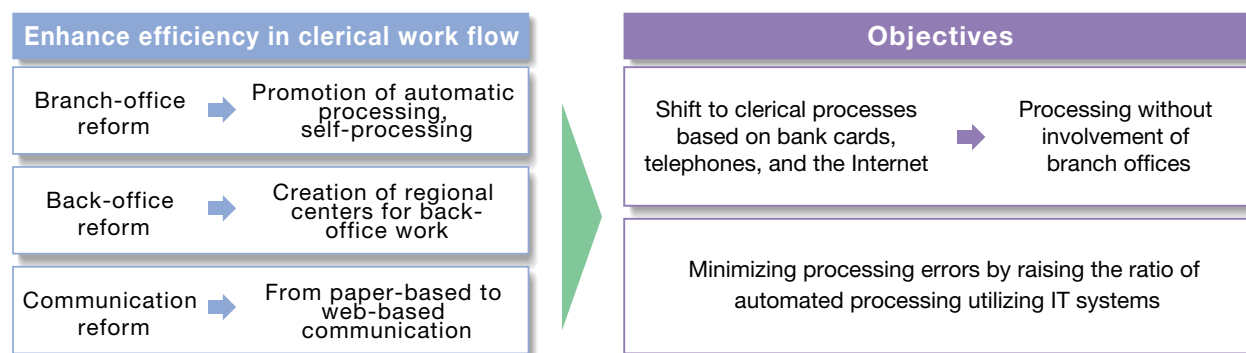 Enhance efficiency in clerical work flow
Branch-office
reform
Promotion of automatic
processing,
self-processing
Back-office
reform
Creation of regional
centers for back-
office work
Communication
reform
From paper-based to
web-based
communication
Objectives
Shift to clerical processes
based on bank cards,
telephones, and the Internet
Processing without
involvement of
branch offices
Minimizing processing errors by raising the ratio of
automated processing utilizing IT systems